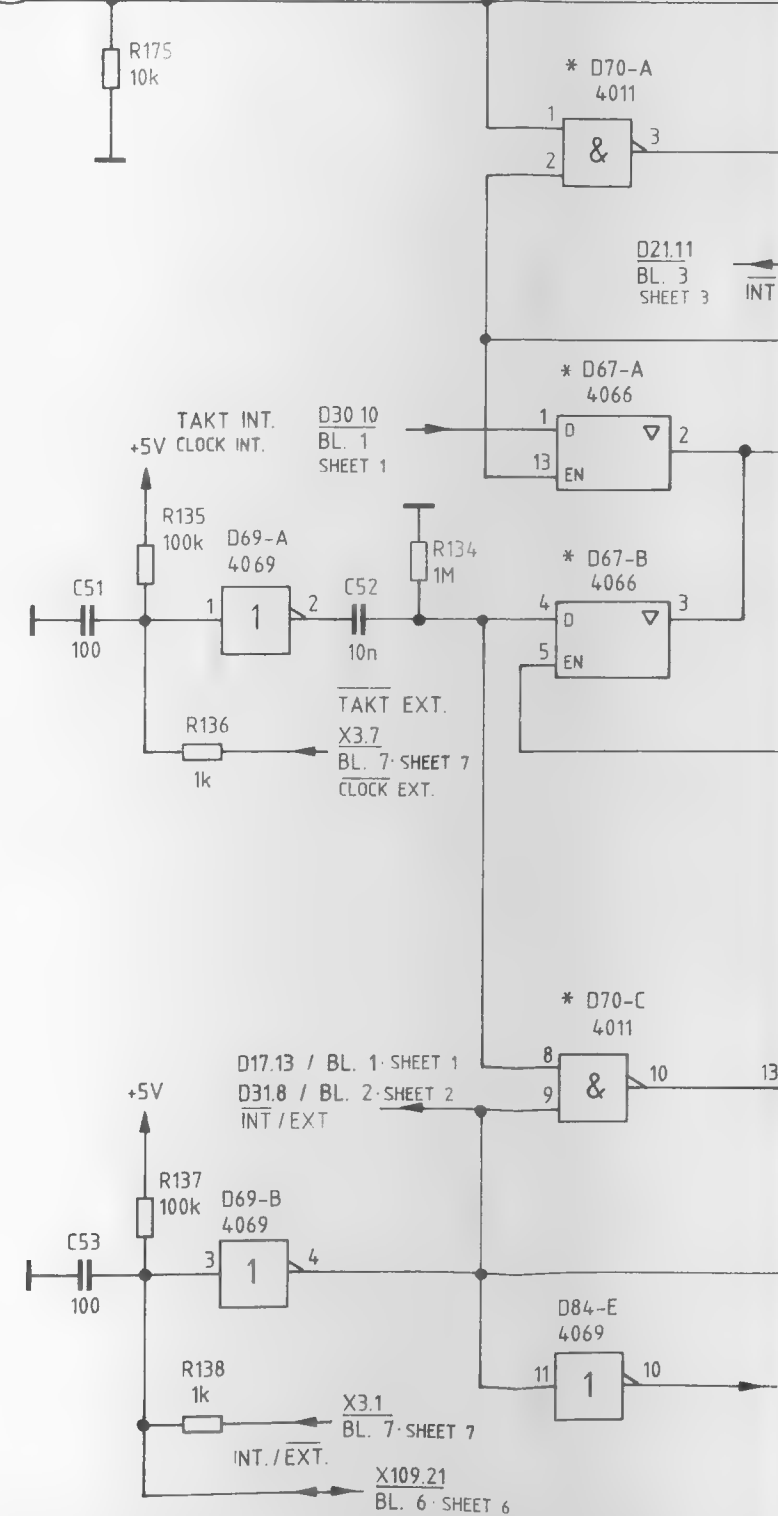 R175
10k
* D70-A
4011
1
2
&
3
D21.11
BL. 3
SHEET 3
INT
* D67-A
4066
TAKT INT.
CLOCK INT.
D30 10
BL. 1
SHEET 1
1
D
2
13
EN
+5V
R135
100k
D69-A
4069
C51
100
1
1
2
C52
10n
R134
1M
* D67-B
4066
4
D
3
5
EN
TAKT EXT.
X3.7
BL. 7·SHEET 7
CLOCK EXT.
R136
1k
* D70-C
4011
8
9
&
10
13
D17.13 / BL. 1·SHEET 1
D31.8 / BL. 2·SHEET 2
INT / EXT
+5V
R137
100k
D69-B
4069
C53
100
3
1
4
D84-E
4069
11
1
10
R138
1k
X3.1
BL. 7·SHEET 7
INT./EXT.
X109.21
BL. 6·SHEET 6